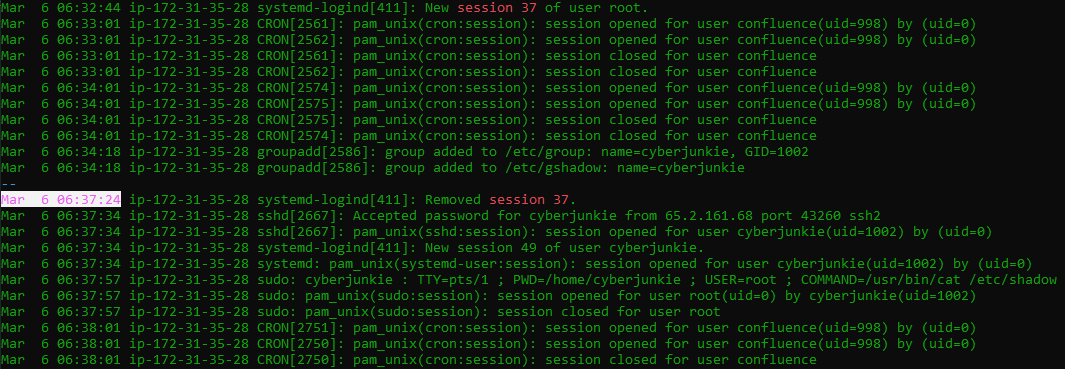 Mar  6 06:32:44 ip-172-31-35-28 systemd-logind[411]: New session 37 of user root.
Mar  6 06:33:01 ip-172-31-35-28 CRON[2561]: pam_unix(cron:session): session opened for user confluence(uid=998) by (uid=0)
Mar  6 06:33:01 ip-172-31-35-28 CRON[2562]: pam_unix(cron:session): session opened for user confluence(uid=998) by (uid=0)
Mar  6 06:33:01 ip-172-31-35-28 CRON[2561]: pam_unix(cron:session): session closed for user confluence
Mar  6 06:33:01 ip-172-31-35-28 CRON[2562]: pam_unix(cron:session): session closed for user confluence
Mar  6 06:34:01 ip-172-31-35-28 CRON[2574]: pam_unix(cron:session): session opened for user confluence(uid=998) by (uid=0)
Mar  6 06:34:01 ip-172-31-35-28 CRON[2575]: pam_unix(cron:session): session opened for user confluence(uid=998) by (uid=0)
Mar  6 06:34:01 ip-172-31-35-28 CRON[2575]: pam_unix(cron:session): session closed for user confluence
Mar  6 06:34:01 ip-172-31-35-28 CRON[2574]: pam_unix(cron:session): session closed for user confluence
Mar  6 06:34:18 ip-172-31-35-28 groupadd[2586]: group added to /etc/group: name=cyberjunkie, GID=1002
Mar  6 06:34:18 ip-172-31-35-28 groupadd[2586]: group added to /etc/gshadow: name=cyberjunkie
--
Mar  6 06:37:24 ip-172-31-35-28 systemd-logind[411]: Removed session 37.
Mar  6 06:37:34 ip-172-31-35-28 sshd[2667]: Accepted password for cyberjunkie from 65.2.161.68 port 43260 ssh2
Mar  6 06:37:34 ip-172-31-35-28 sshd[2667]: pam_unix(sshd:session): session opened for user cyberjunkie(uid=1002) by (uid=0)
Mar  6 06:37:34 ip-172-31-35-28 systemd-logind[411]: New session 49 of user cyberjunkie.
Mar  6 06:37:34 ip-172-31-35-28 systemd: pam_unix(systemd-user:session): session opened for user cyberjunkie(uid=1002) by (uid=0)
Mar  6 06:37:57 ip-172-31-35-28 sudo: cyberjunkie : TTY=pts/1 ; PWD=/home/cyberjunkie ; USER=root ; COMMAND=/usr/bin/cat /etc/shadow
Mar  6 06:37:57 ip-172-31-35-28 sudo: pam_unix(sudo:session): session opened for user root(uid=0) by cyberjunkie(uid=1002)
Mar  6 06:37:57 ip-172-31-35-28 sudo: pam_unix(sudo:session): session closed for user root
Mar  6 06:38:01 ip-172-31-35-28 CRON[2751]: pam_unix(cron:session): session opened for user confluence(uid=998) by (uid=0)
Mar  6 06:38:01 ip-172-31-35-28 CRON[2750]: pam_unix(cron:session): session opened for user confluence(uid=998) by (uid=0)
Mar  6 06:38:01 ip-172-31-35-28 CRON[2750]: pam_unix(cron:session): session closed for user confluence